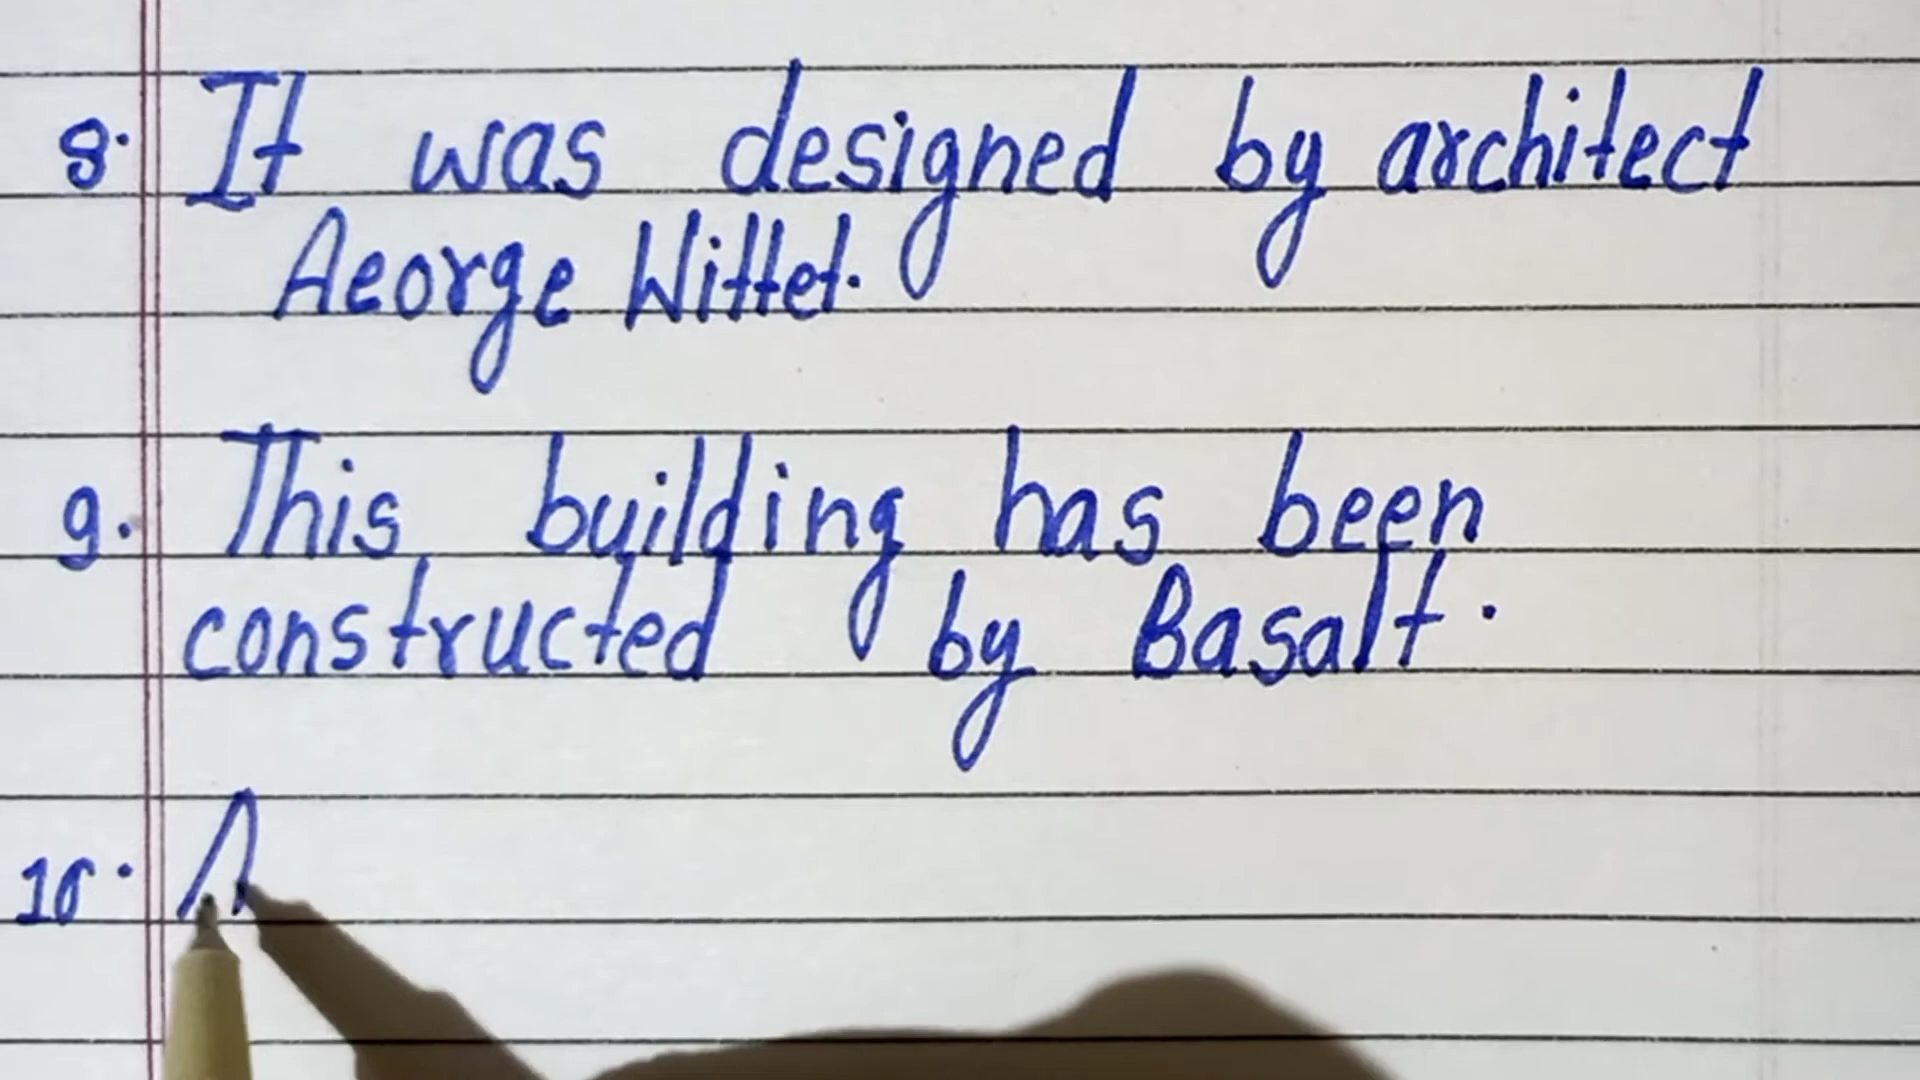 8. It was designed by architect
Aeorge Wittet.
9. This building has been
constructed by Basalt.
10.